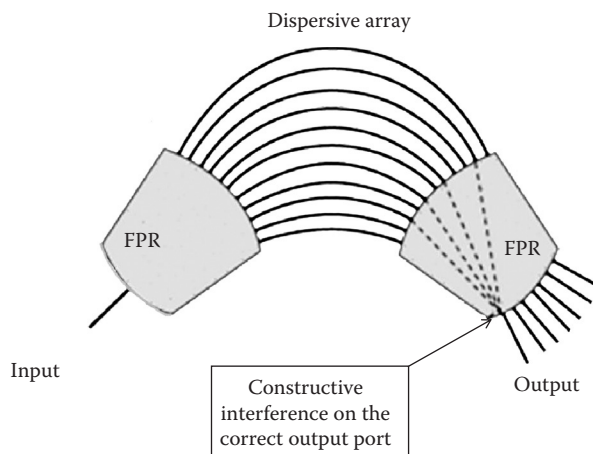 Dispersive array
FPR
FPR
Input
Constructive
interference on the
correct output port
Output